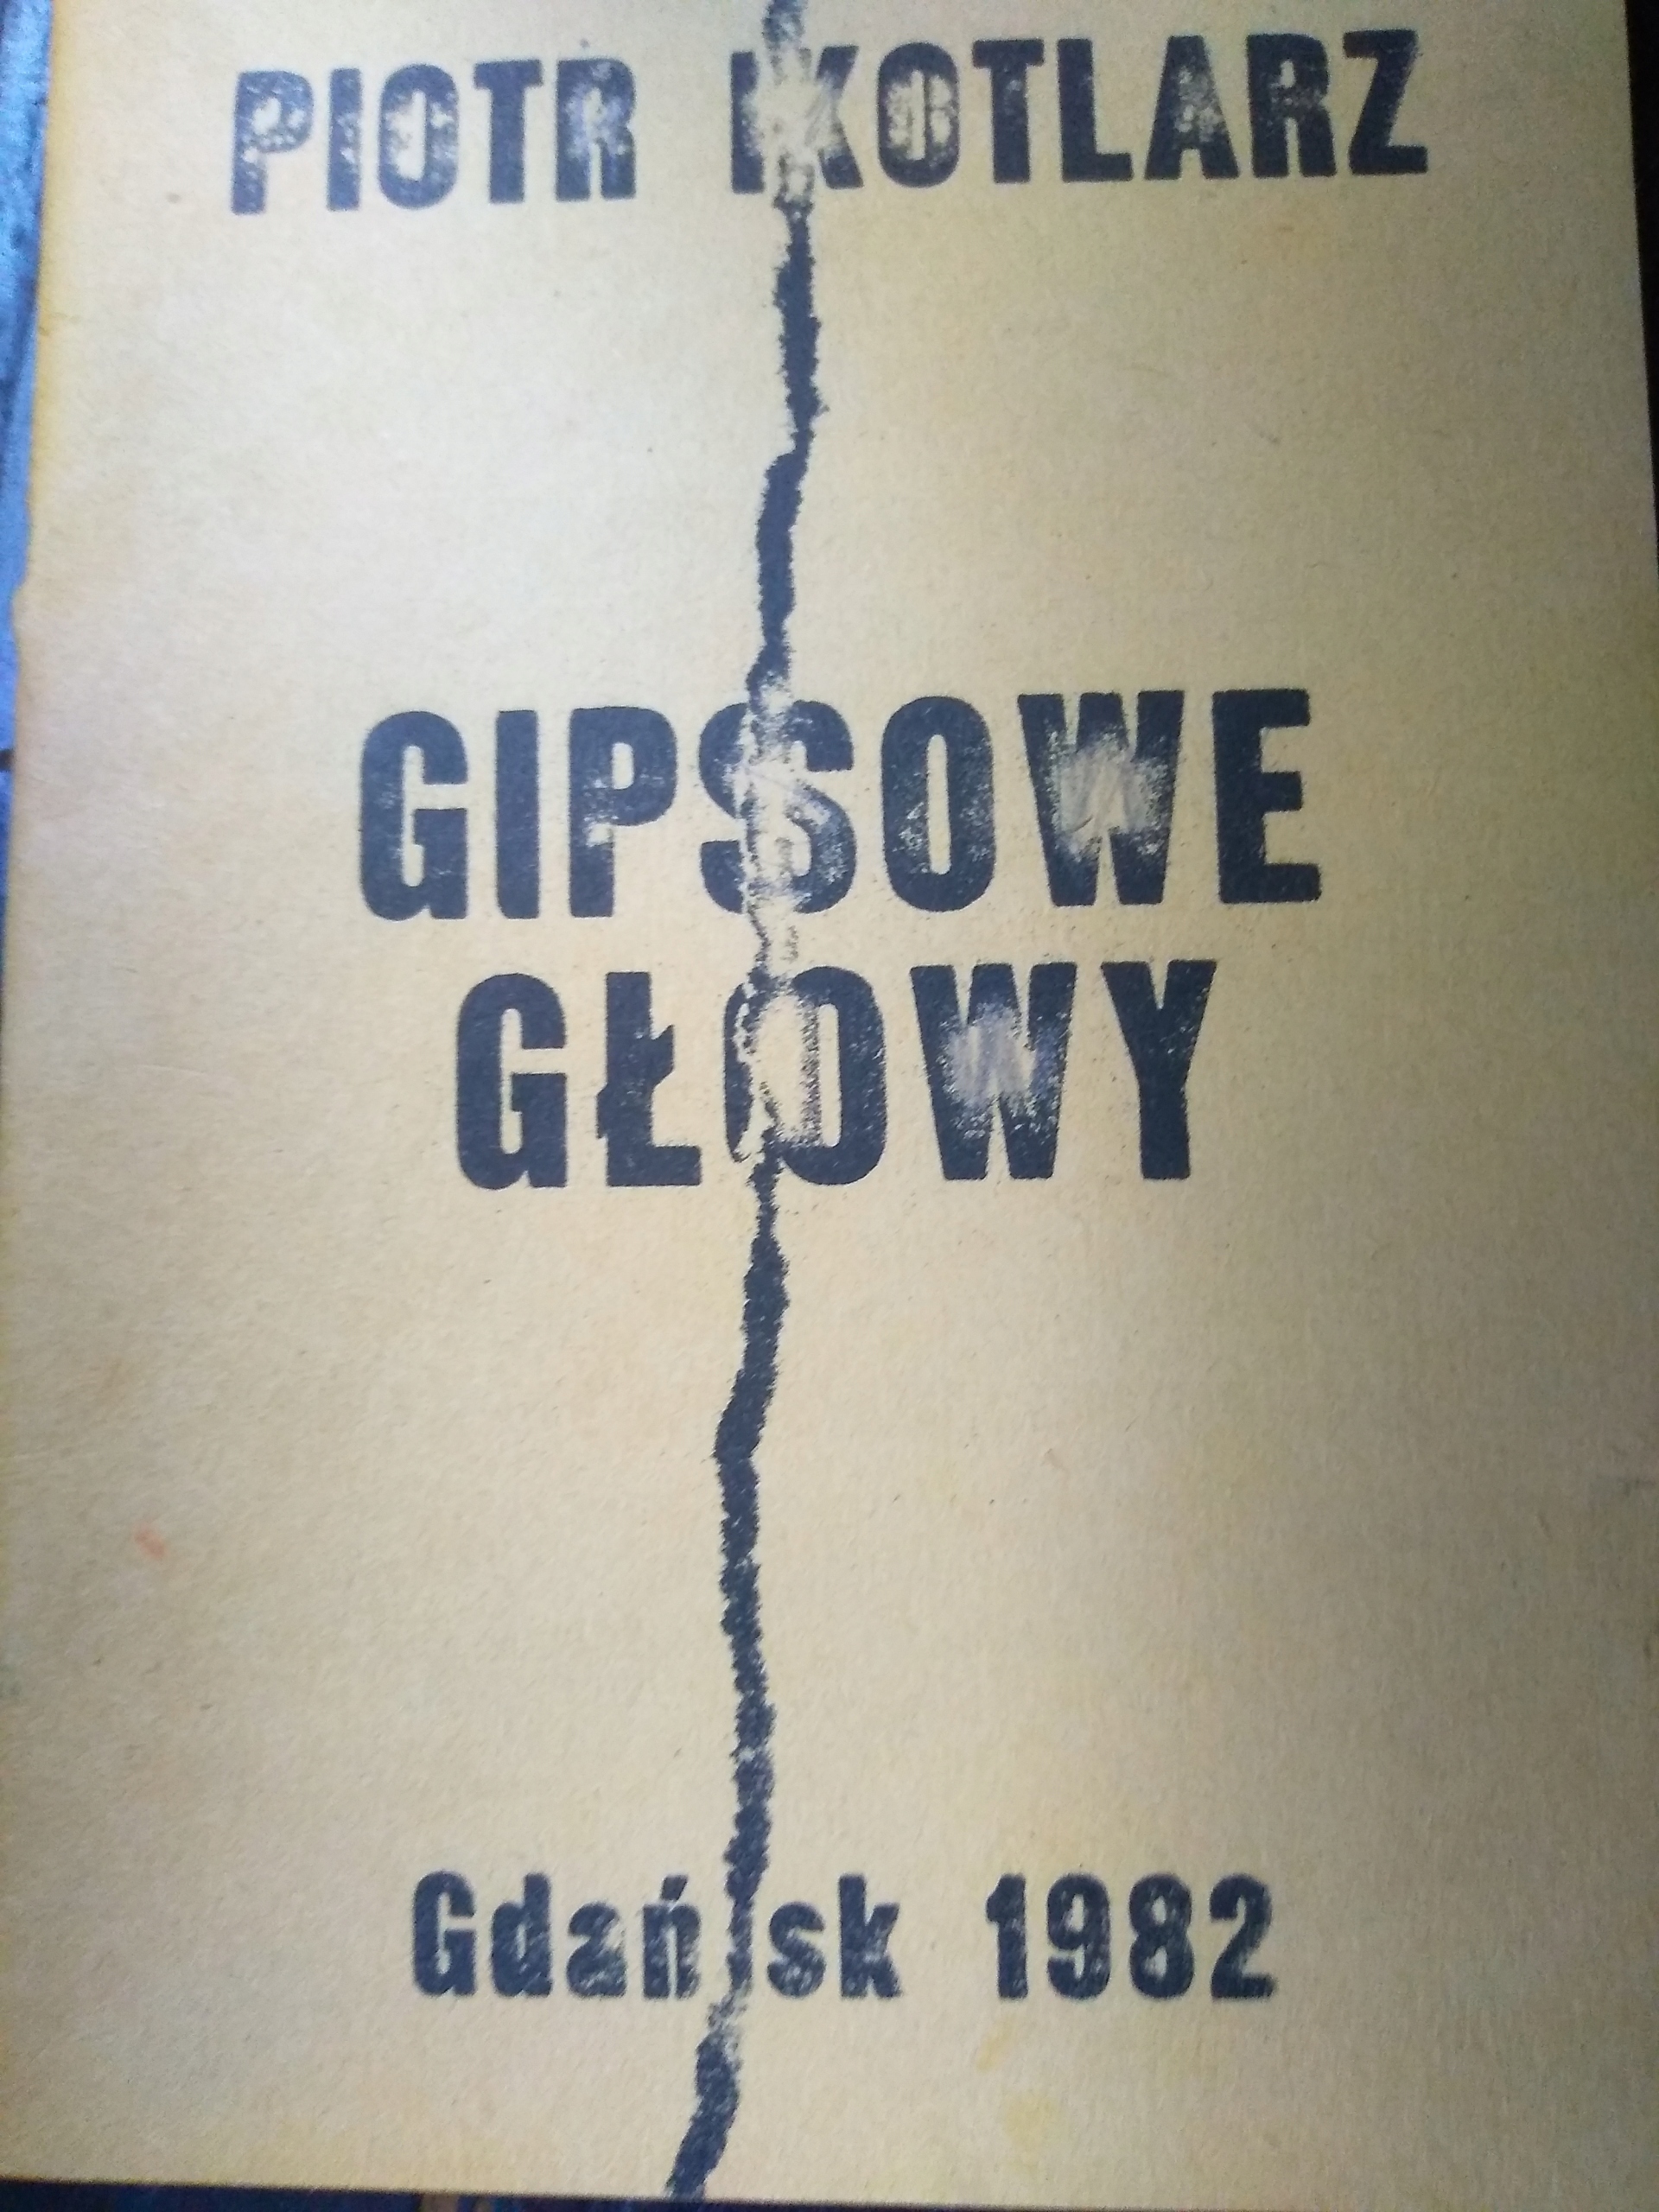 PIOTR KOTLARZ
GIPSOWE
GŁOWY
Gdańsk 1982